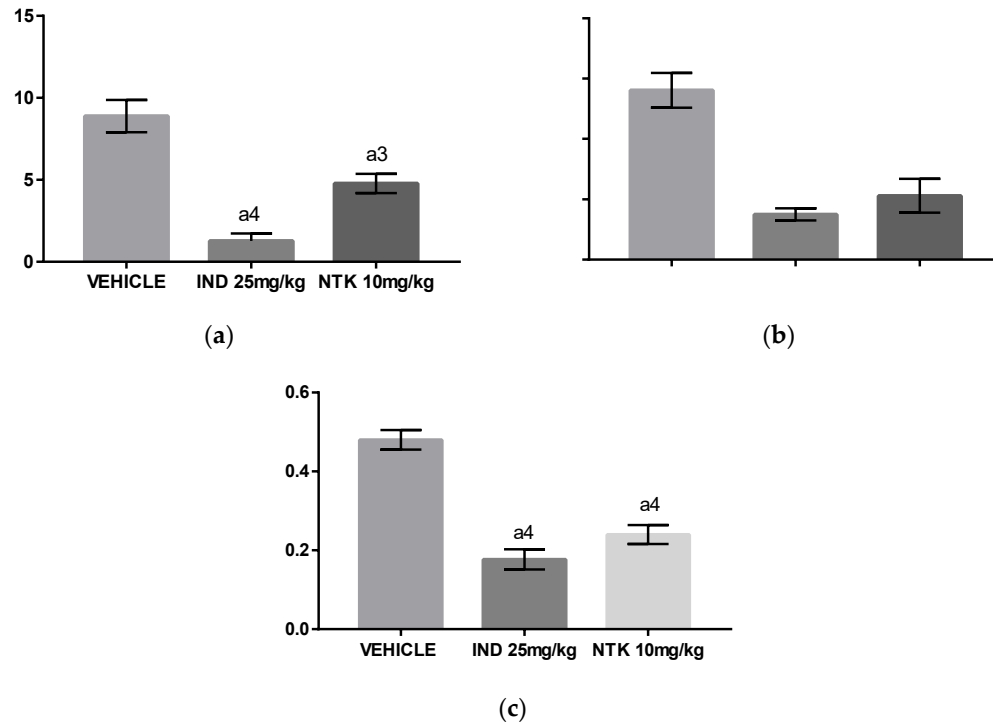 15
10
a3
5
a4
0
VEHICLE IND 25mg/kg NTK 10mg/kg
(a) (b)
0.6
0.4
a4 a4
0.2
0.0
VEHICLE IND 25mg/kg NTK 10mg/kg
(c)